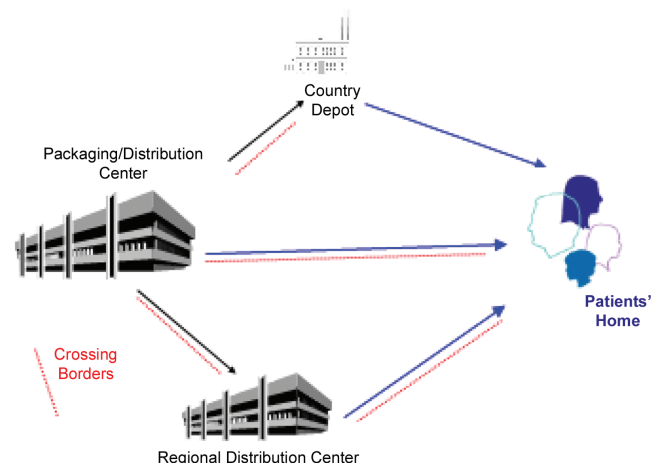 Country
Depot
Packaging/Distribution
Center
Patients’
Home
Crossing
Borders
Regional Distribution Center